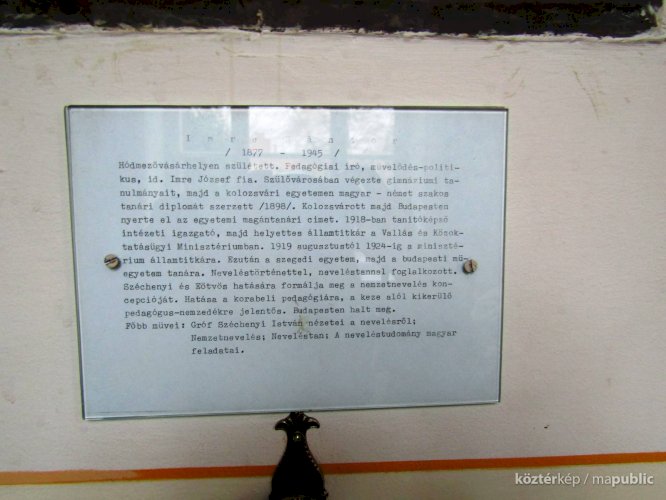 Imre Sándor
/ 1877 - 1945 /
Hódmezővásárhelyen született. Pedagógiai író, művelődés-politi-
kus, id. Imre József fia. Szülővárosában végezte gimnáriumi ta-
nulmányait, majd a kolozsvári egyetemen magyar - német szakos
tanári diplomát szerzett /1898/. Kolozsvárott majd Budapesten
nyerte el az egyetemi magántanári címet. 1918-ban tanítóképző
intézeti igazgató, majd helyettes államtitkár a Vallás és Közok-
tatásügyi Minisztériumban. 1919 augusztustól 1924-ig a miniszté-
rium államtitkára. Ezután a szegedi egyetem, majd a budapesti mű-
egyetem tanára. Neveléstörténettel, neveléstannel foglalkozott.
Széchenyi és Eötvös hatására formálja meg a nemzetnevelés kon-
cepcióját. Hatása a korabeli pedagógiára, a keze alól kikerülő
pedagógus-nemzedékre jelentős. Budapesten halt meg.
Főbb művei: Gróf Széchenyi István nézetei a nevelésről;
Nemzetnevelés; Neveléstan; A neveléstudomány magyar
feladatai.
köztérkép / mapublic